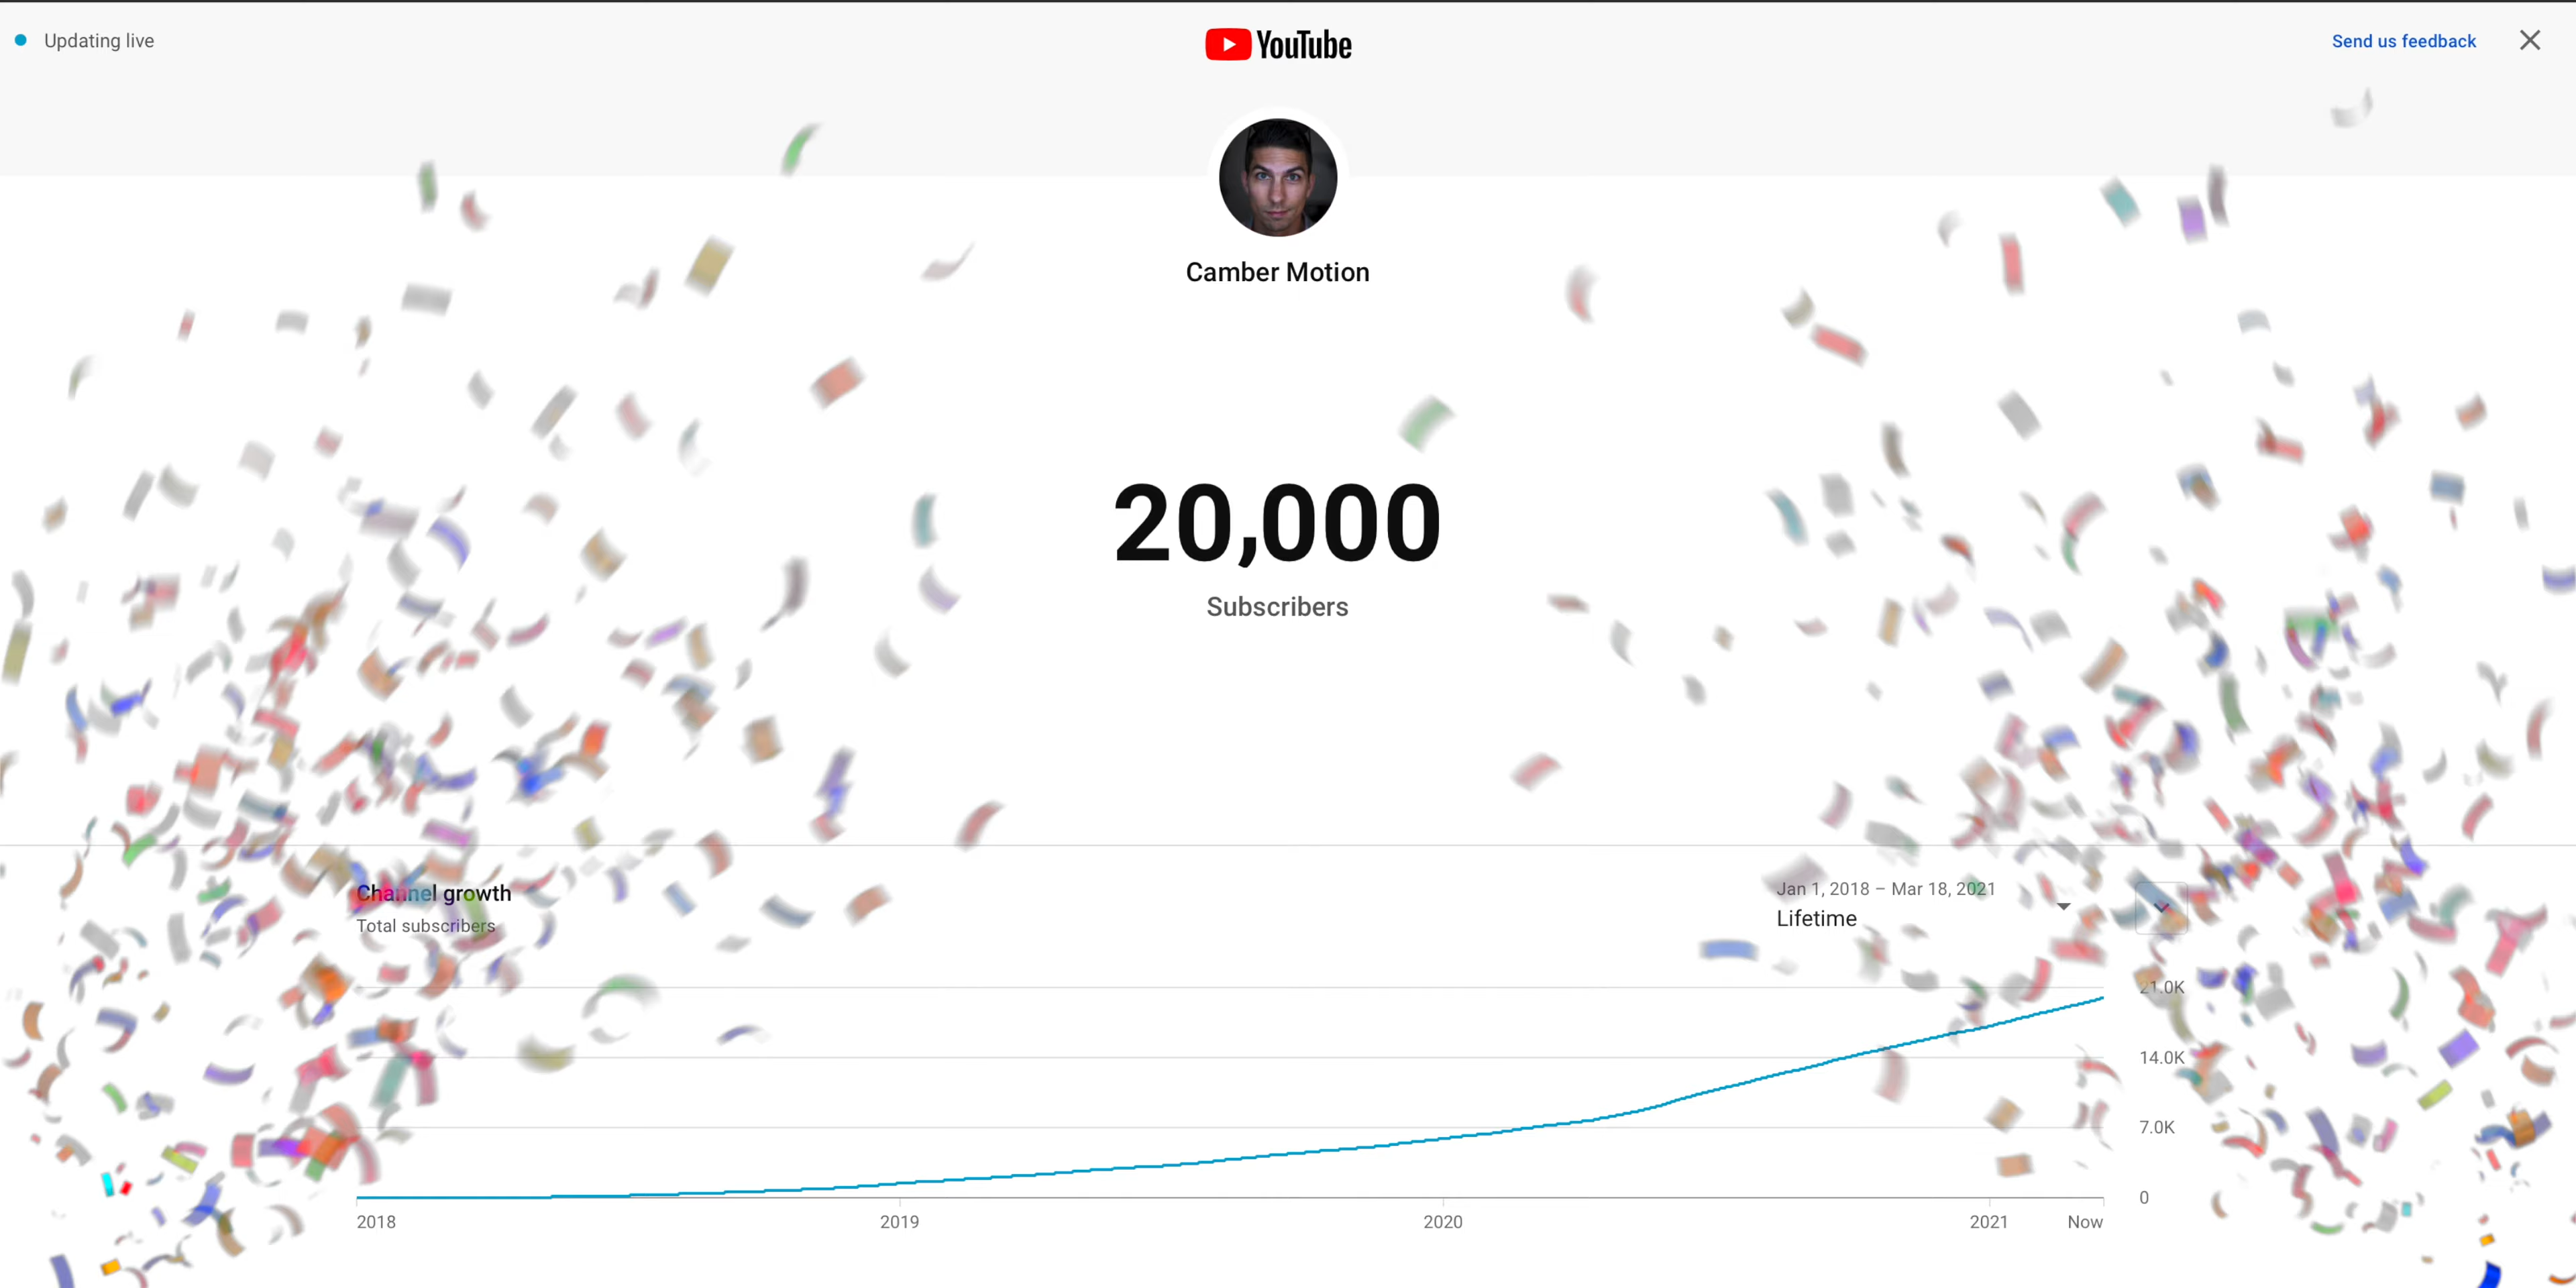 Updating live
YouTube
Send us feedback
Camber Motion
20,000
Subscribers
Channel growth
Total subscribers
Jan 1, 2018 – Mar 18, 2021
Lifetime
21.0K
14.0K
7.0K
0
2018
2019
2020
2021
Now